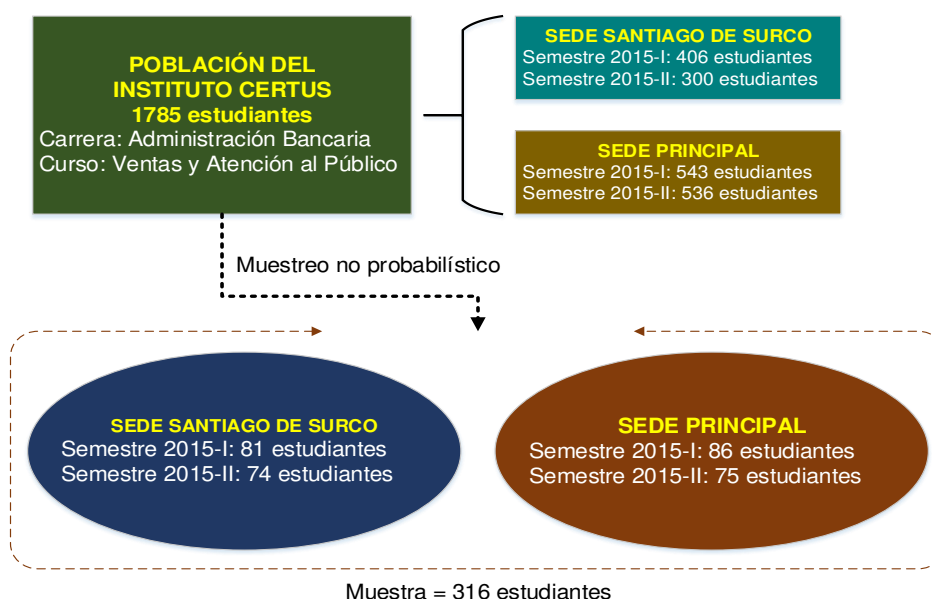 POBLACIÓN DEL
INSTITUTO CERTUS
1785 estudiantes
Carrera: Administración Bancaria
Curso: Ventas y Atención al Público
SEDE SANTIAGO DE SURCO
Semestre 2015-I: 406 estudiantes
Semestre 2015-II: 300 estudiantes
SEDE PRINCIPAL
Semestre 2015-I: 543 estudiantes
Semestre 2015-II: 536 estudiantes
Muestreo no probabilístico
SEDE SANTIAGO DE SURCO
Semestre 2015-I: 81 estudiantes
Semestre 2015-II: 74 estudiantes
SEDE PRINCIPAL
Semestre 2015-I: 86 estudiantes
Semestre 2015-II: 75 estudiantes
Muestra = 316 estudiantes